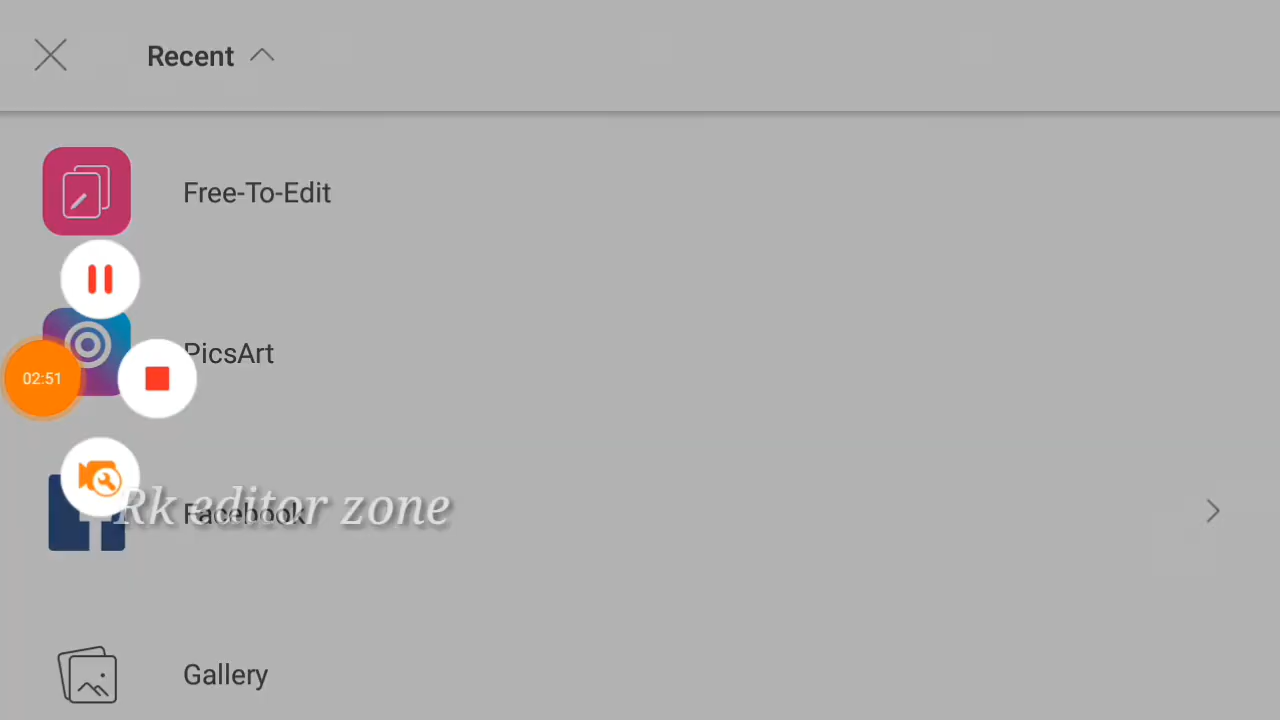 Recent
Free-To-Edit
PicsArt
02:51
Rk editor zone
Facebook
Gallery